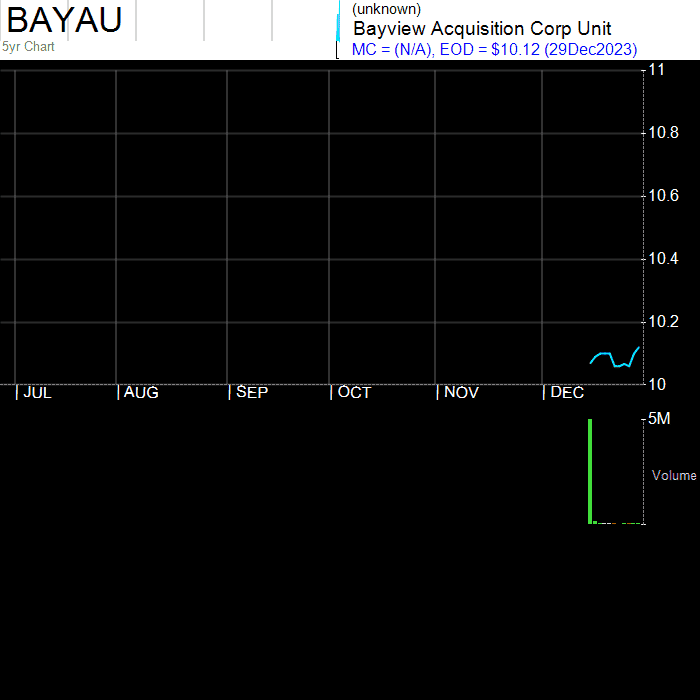 BAYAU
5yr Chart
(unknown)
Bayview Acquisition Corp Unit
MC = (N/A), EOD = $10.12 (29Dec2023)
11
10.8
10.6
10.4
10.2
10
JUL AUG SEP OCT NOV DEC
5M
Volume